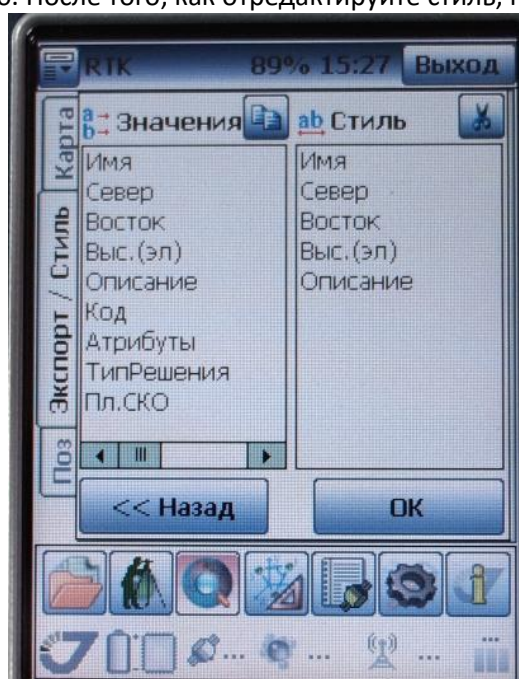 После того, как отредактируйте стиль,
RTK 89% 15:27 Выход
Карта
Экспорт / Стиль
Поз
a b Значения
ab Стиль
Имя
Север
Восток
Выс.(эл)
Описание
Код
Атрибуты
ТипРешения
Пл.СКО
Имя
Север
Восток
Выс.(эл)
Описание
<< Назад
OK